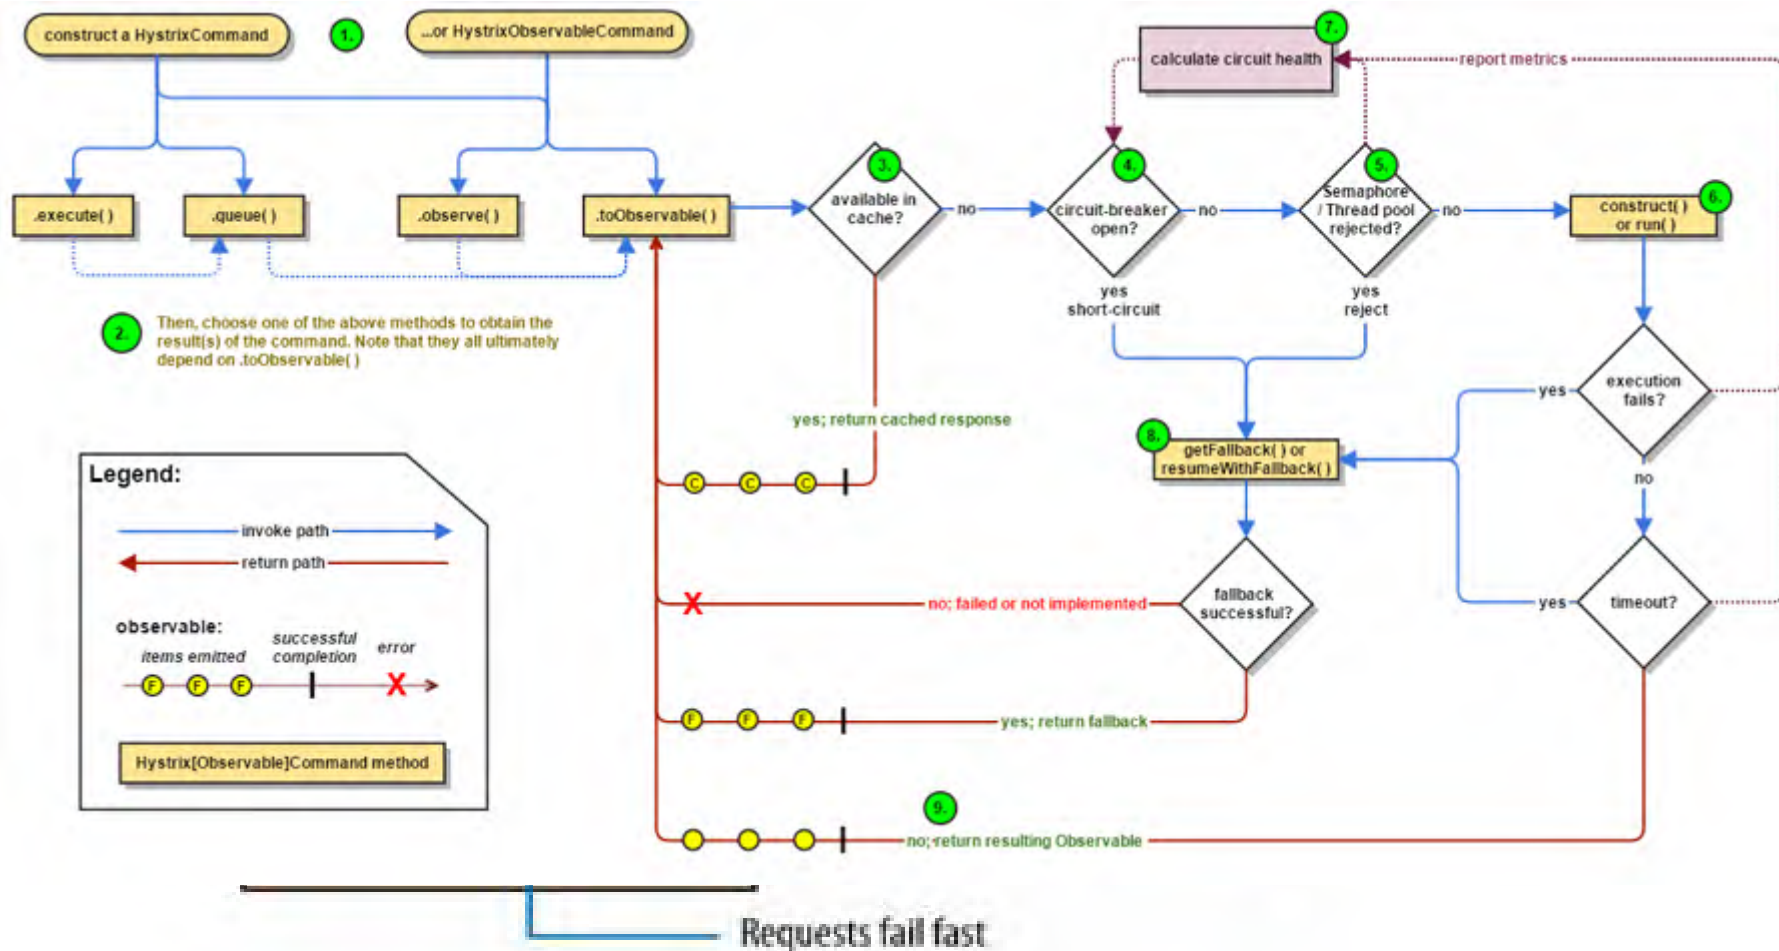 construct a HystrixCommand
1.
...or HystrixObservableCommand
7.
calculate circuit health
report metrics
.execute( )
.queue( )
.observe( )
.toObservable( )
3.
available in
cache?
no
4.
circuit-breaker
open?
no
5.
Semaphore
/ Thread pool
rejected?
no
6.
construct( )
or run( )
yes
short-circuit
yes
reject
2.
Then, choose one of the above methods to obtain the
result(s) of the command. Note that they all ultimately
depend on .toObservable( )
yes
execution
fails?
yes; return cached response
8.
getFallback( ) or
resumeWithFallback( )
no
C C C
Legend:
invoke path
return path
observable:
items emitted
successful
completion
error
F F F
X
Hystrix[Observable]Command method
X
no; failed or not implemented
fallback
successful?
yes
timeout?
F F F
yes; return fallback
9.
no; return resulting Observable
Requests fail fast